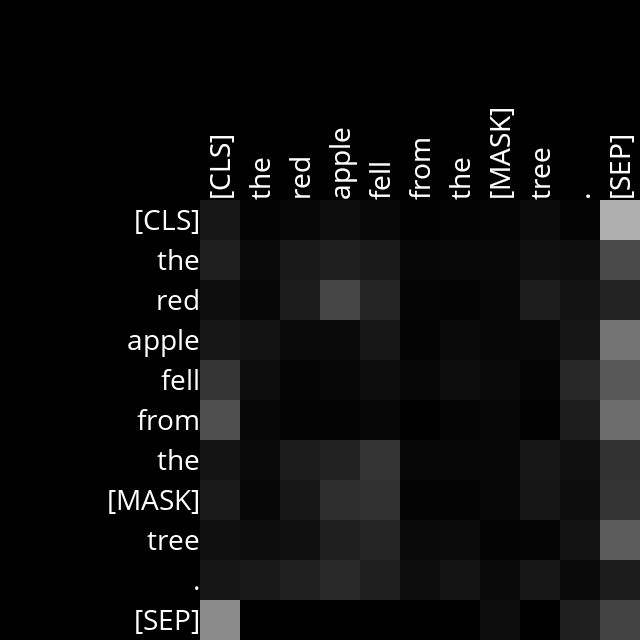 [CLS] the red apple fell from the [MASK] tree . [SEP]
[CLS]
the
red
apple
fell
from
the
[MASK]
tree
.
[SEP]